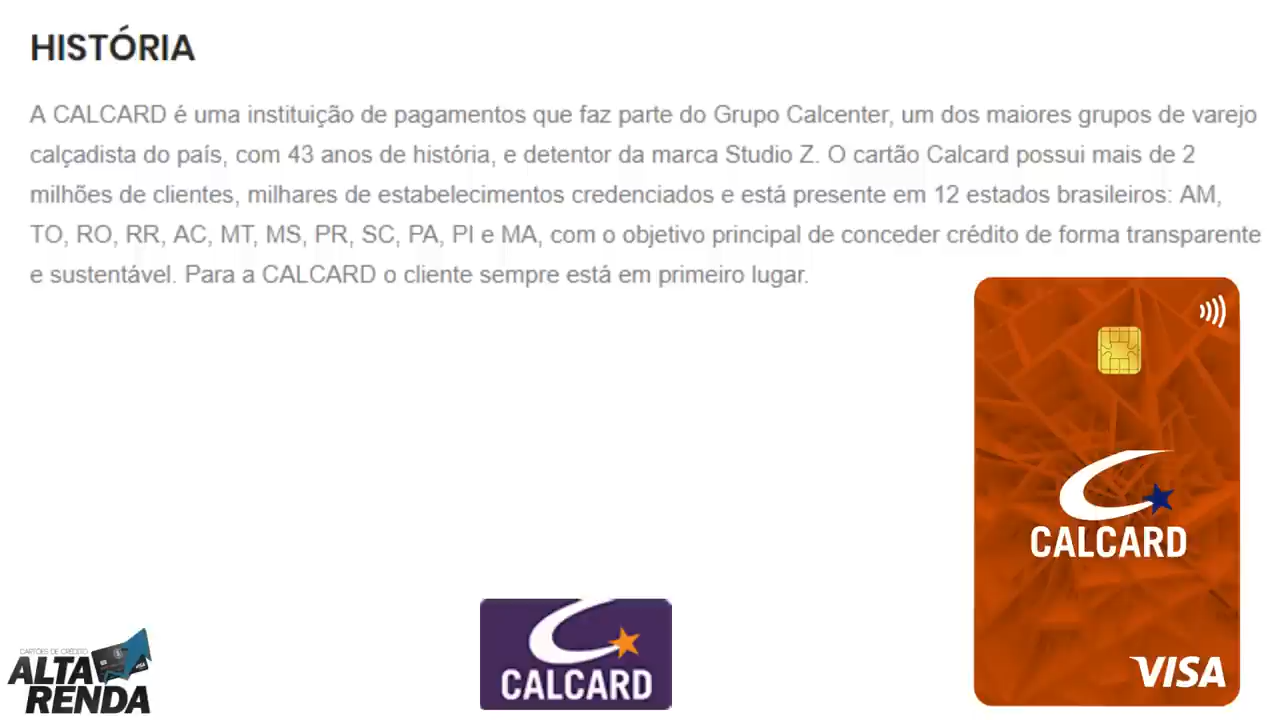 HISTÓRIA
A CALCARD é uma instituição de pagamentos que faz parte do Grupo Calcenter, um dos maiores grupos de varejo
calçadista do país, com 43 anos de história, e detentor da marca Studio Z. O cartão Calcard possui mais de 2
milhões de clientes, milhares de estabelecimentos credenciados e está presente em 12 estados brasileiros: AM,
TO, RO, RR, AC, MT, MS, PR, SC, PA, PI e MA, com o objetivo principal de conceder crédito de forma transparente
e sustentável. Para a CALCARD o cliente sempre está em primeiro lugar.
CALCARD
VISA
CALCARD
CARTÕES DE CRÉDITO
ALTA
RENDA